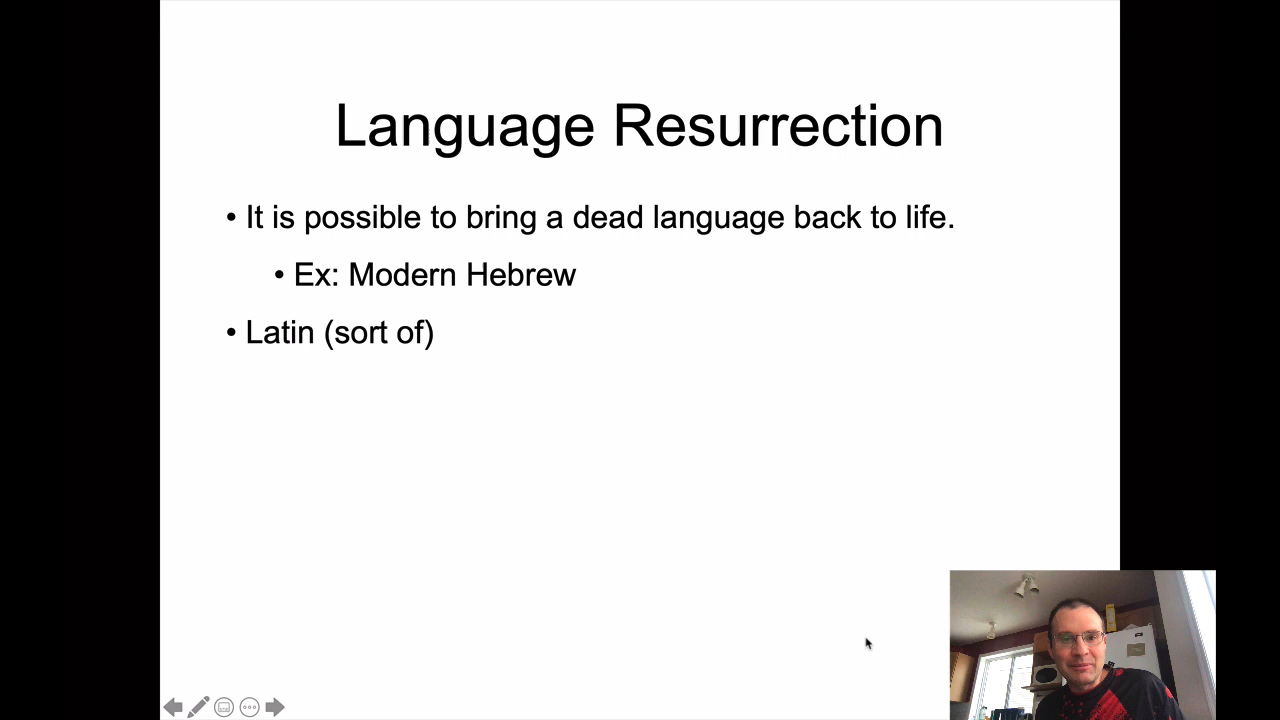 Language Resurrection
• It is possible to bring a dead language back to life.
• Ex: Modern Hebrew
• Latin (sort of)